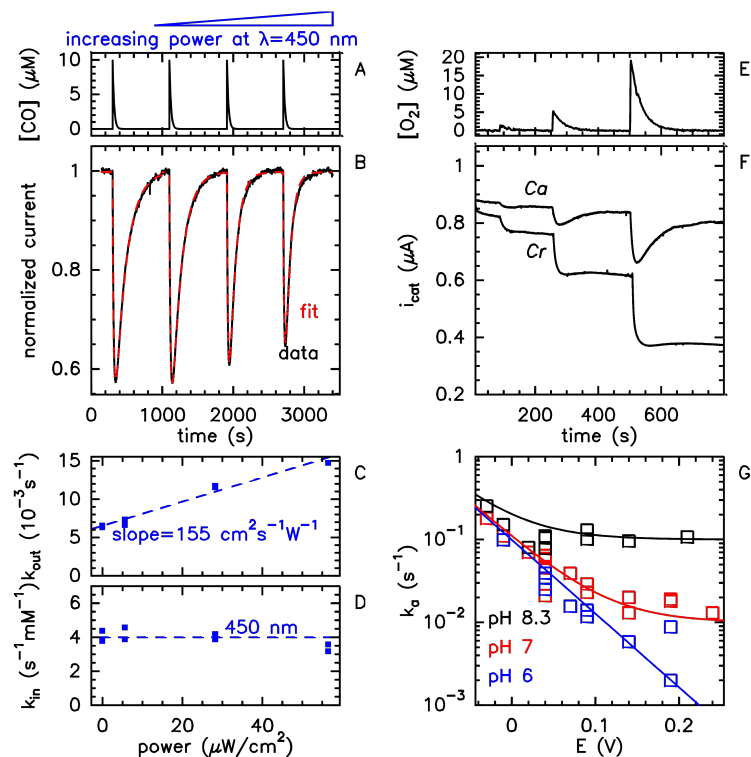 increasing power at λ=450 nm
A
[CO] (μM)
10
5
0
B
normalized current
1
0.8
0.6
fit
data
0
1000
2000
3000
time (s)
C
k_out (10⁻³s⁻¹)
15
10
5
0
slope=155 cm²s⁻¹W⁻¹
D
k_in (s⁻¹mM⁻¹)
8
6
4
2
0
450 nm
0
20
40
power (μW/cm²)
E
[O₂] (μM)
20
15
10
5
0
F
i_cat (μA)
1
0.8
0.6
0.4
0.2
Ca
Cr
200
400
600
time (s)
G
k_a (s⁻¹)
1
10⁻¹
10⁻²
10⁻³
pH 8.3
pH 7
pH 6
0
0.1
0.2
E (V)